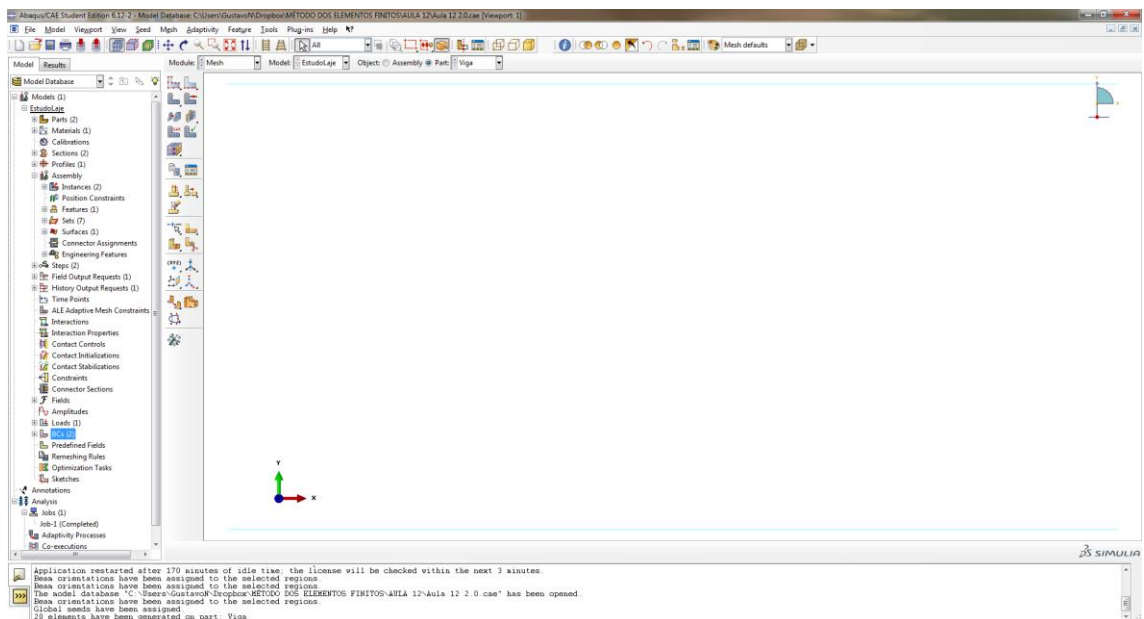 Abaqus/CAE Student Edition 6.12-2 - Model Database: C:\Users\GustavoN\Dropbox\MÉTODO DOS ELEMENTOS FINITOS\AULA 12\Aula 12 2.0.cae [Viewport: 1]
File Model Viewport View Seed Mesh Adaptivity Feature Tools Plug-ins Help
All Mesh defaults
Model Results Module: Mesh Model: EstudoLaje Object: Assembly Part: Viga
Model Database
Models (1)
EstudoLaje
Parts (2)
Materials (1)
Calibrations
Sections (2)
Profiles (1)
Assembly
Instances (2)
Position Constraints
Features (1)
Sets (7)
Surfaces (1)
Connector Assignments
Engineering Features
Steps (2)
Field Output Requests (1)
History Output Requests (1)
Time Points
ALE Adaptive Mesh Constraints
Interactions
Interaction Properties
Contact Controls
Contact Initializations
Contact Stabilizations
Constraints
Connector Sections
Fields
Amplitudes
Loads (1)
BCs (2)
Predefined Fields
Remeshing Rules
Optimization Tasks
Sketches
Annotations
Analysis
Jobs (1)
Job-1 (Completed)
Adaptivity Processes
Co-executions
Y
X
SIMULIA
Application restarted after 170 minutes of idle time; the license will be checked within the next 3 minutes.
Beam orientations have been assigned to the selected regions.
Beam orientations have been assigned to the selected regions.
The model database "C:\Users\GustavoN\Dropbox\MÉTODO DOS ELEMENTOS FINITOS\AULA 12\Aula 12 2.0.cae" has been opened.
Beam orientations have been assigned to the selected regions.
Global seeds have been assigned.
20 elements have been generated on part: Viga